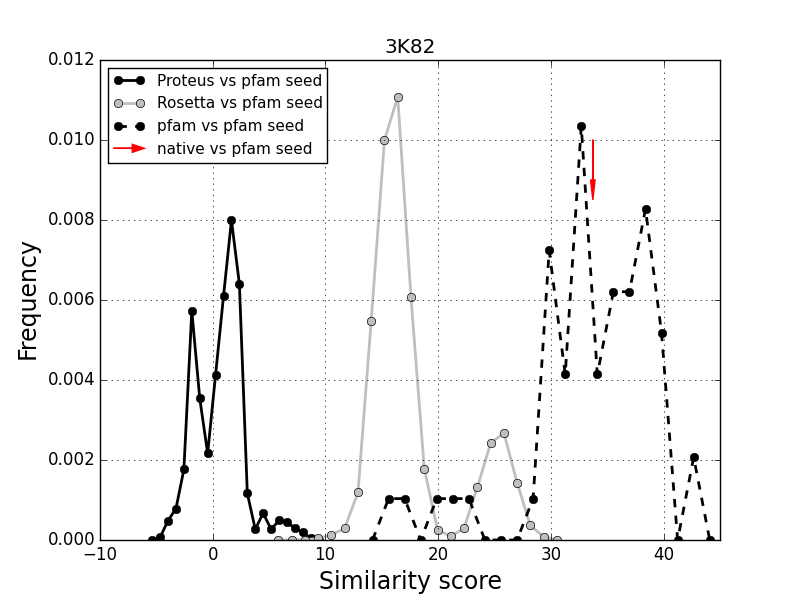 3K82
0.012
0.010
0.008
0.006
0.004
0.002
0.000
Frequency
Proteus vs pfam seed
Rosetta vs pfam seed
pfam vs pfam seed
native vs pfam seed
−10 0 10 20 30 40
Similarity score